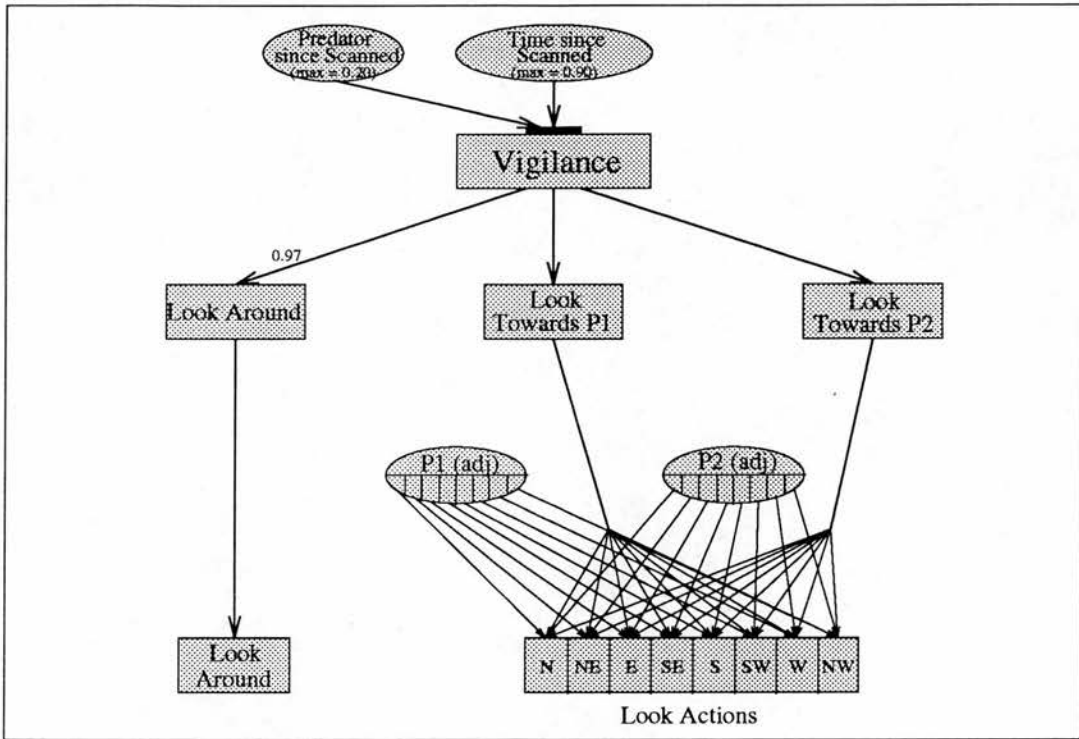 Predator
since Scanned
(max = 0.20)
Time since
Scanned
(max = 0.90)
Vigilance
0.97
Look Around
Look
Towards P1
Look
Towards P2
P1 (adj)
P2 (adj)
Look
Around
N NE E SE S SW W NW
Look Actions